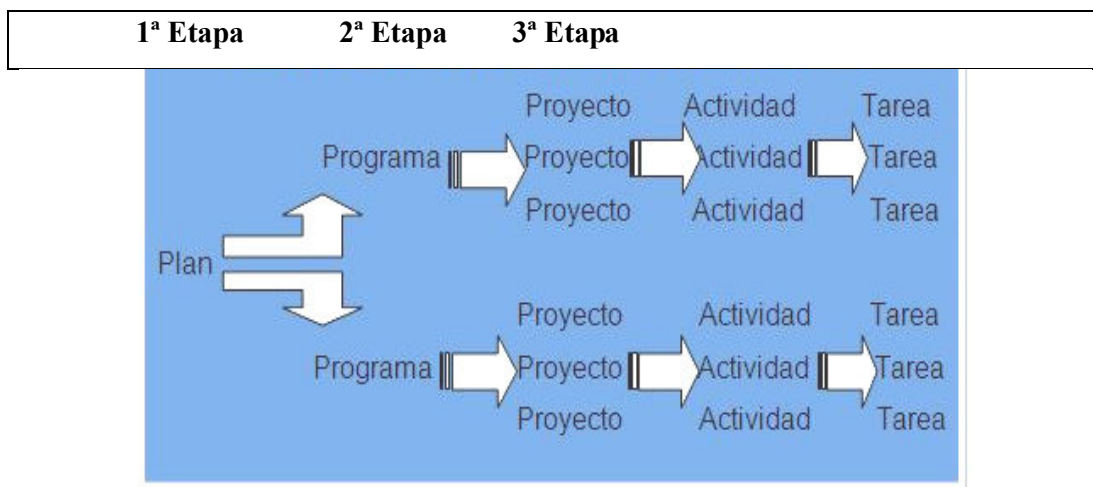 1ª Etapa 2ª Etapa 3ª Etapa
Proyecto Actividad Tarea
Programa Proyecto Actividad Tarea
Proyecto Actividad Tarea
Plan
Proyecto Actividad Tarea
Programa Proyecto Actividad Tarea
Proyecto Actividad Tarea